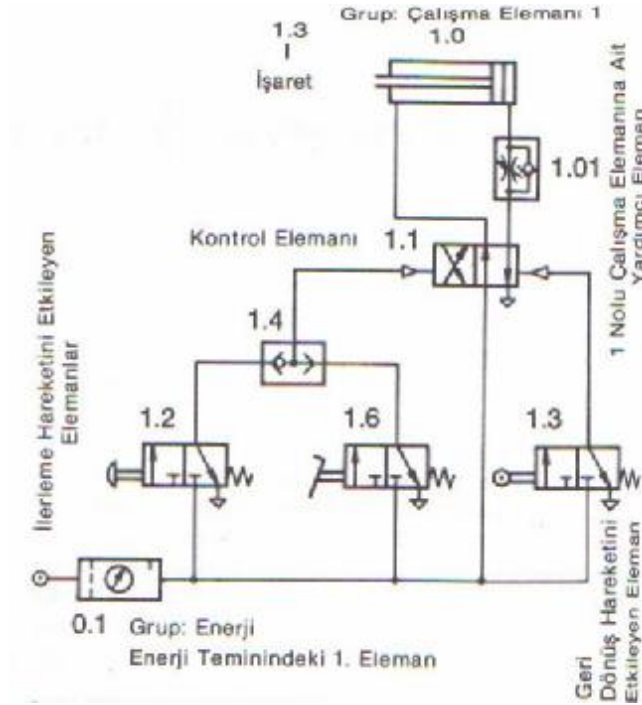 Grup: Çalışma Elemanı 1
1.3
1.0
İşaret
1.01
1 Nolu Çalışma Elemanına Ait
Yardımcı Eleman
Kontrol Elemanı
1.1
1.4
İlerleme Hareketini Etkileyen
Elemanlar
1.2
1.6
1.3
0.1
Grup: Enerji
Enerji Teminindeki 1. Eleman
Geri
Dönüş Hareketini
Etkileyen Eleman